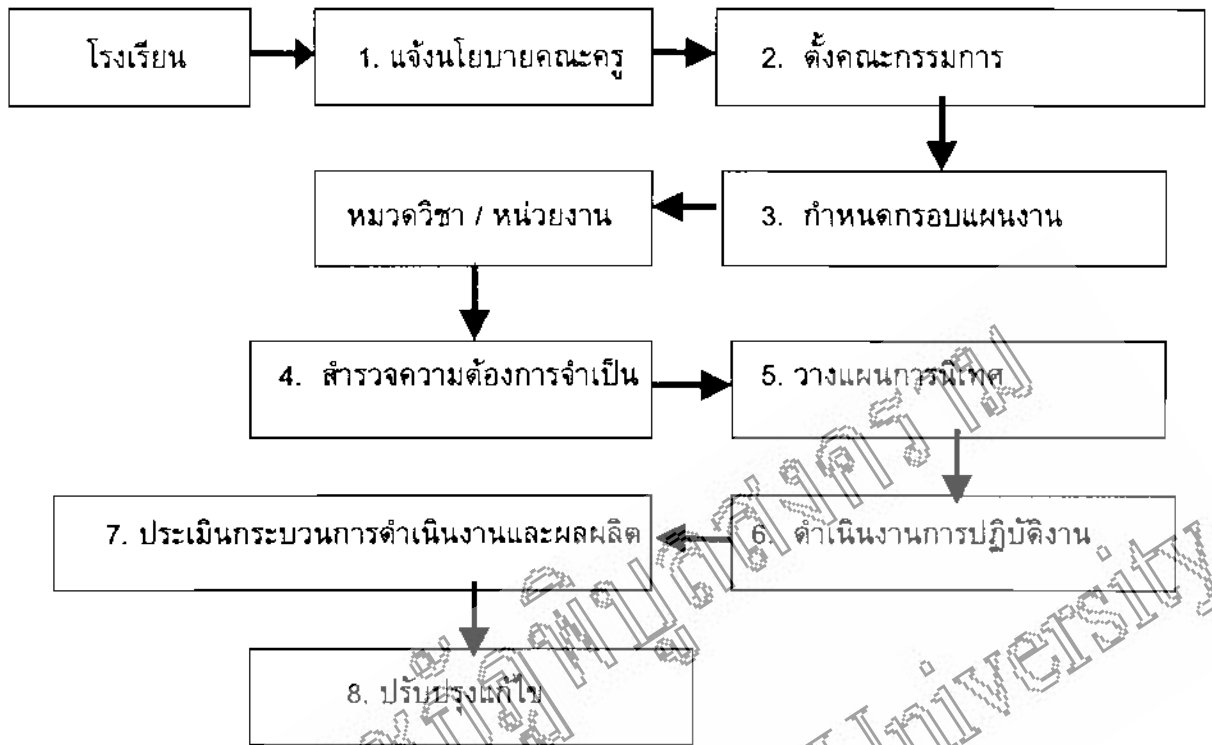 โรงเรียน
1. แจ้งนโยบายคณะครู
2. ตั้งคณะกรรมการ
หมวดวิชา / หน่วยงาน
3. กำหนดกรอบแผนงาน
4. สำรวจความต้องการจำเป็น
5. วางแผนการนิเทศ
7. ประเมินกระบวนการดำเนินงานและผลผลิต
6. ดำเนินงานการปฏิบัติงาน
8. ปรับปรุงแก้ไข
University